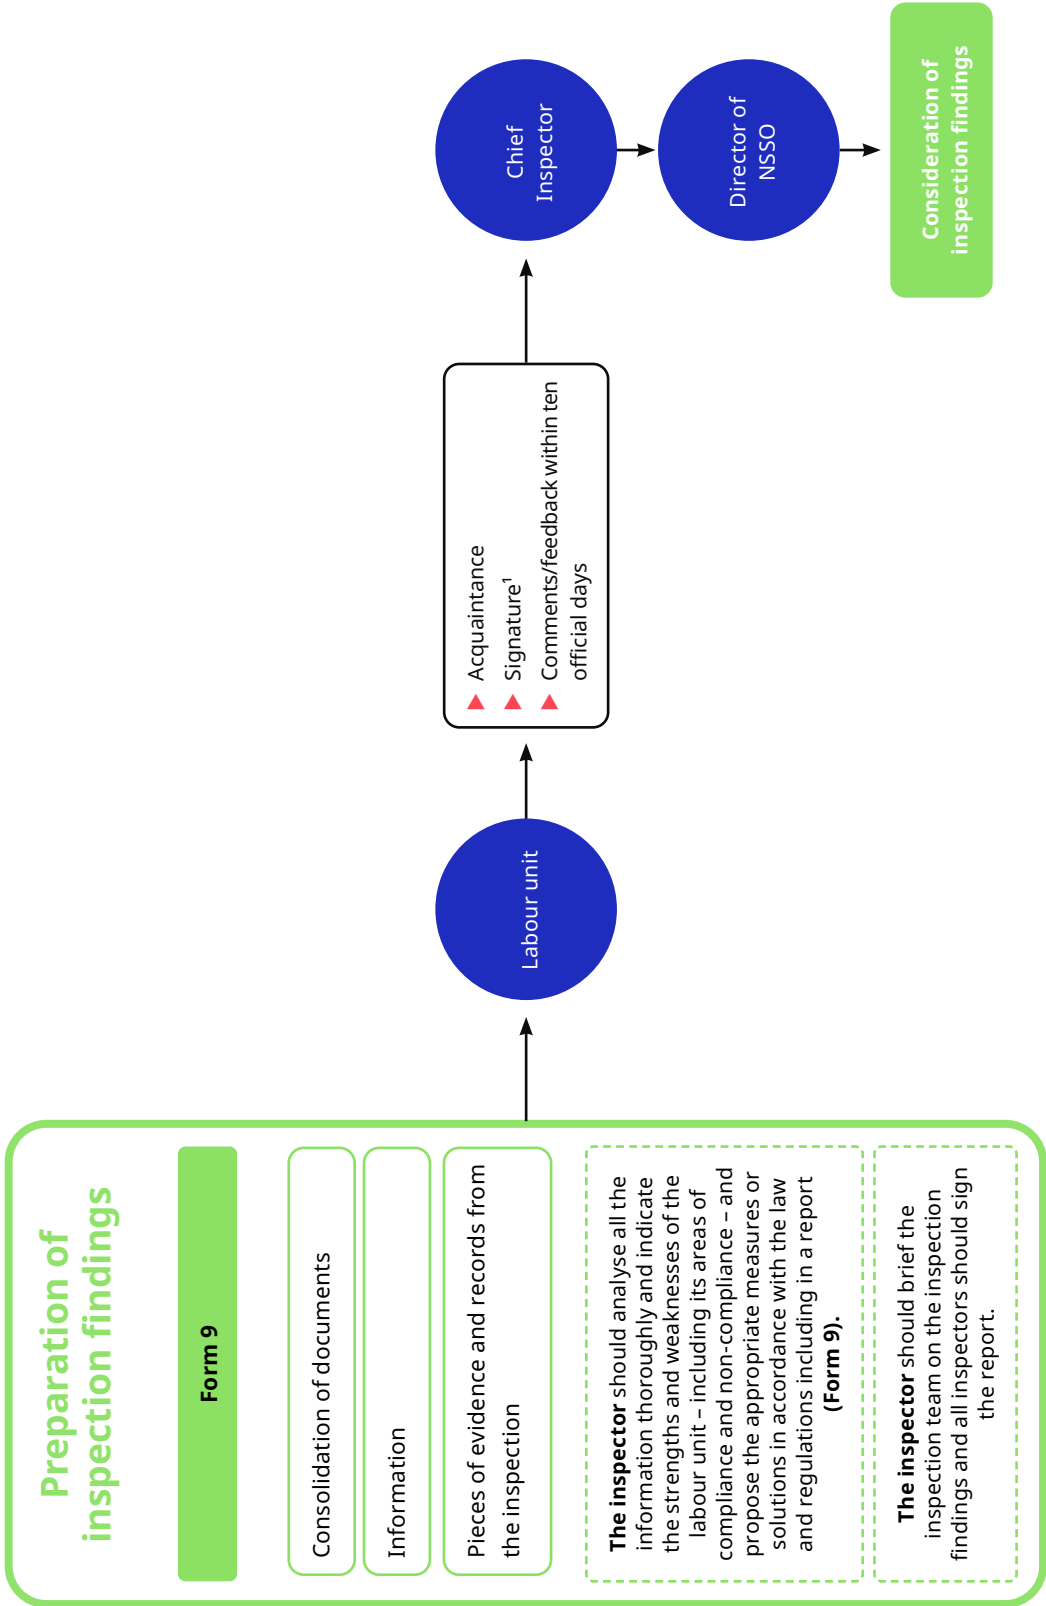 Preparation of
inspection findings
Form 9
Consolidation of documents
Information
Pieces of evidence and records from
the inspection
The inspector should analyse all the
information thoroughly and indicate
the strengths and weaknesses of the
labour unit – including its areas of
compliance and non-compliance – and
propose the appropriate measures or
solutions in accordance with the law
and regulations including in a report
(Form 9).
The inspector should brief the
inspection team on the inspection
findings and all inspectors should sign
the report.
Labour unit
Acquaintance
Signature¹
Comments/feedback within ten
official days
Chief
Inspector
Director of
NSSO
Consideration of
inspection findings